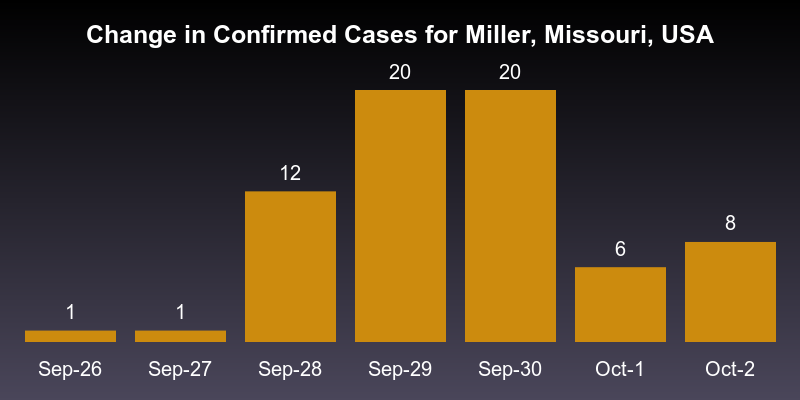 Change in Confirmed Cases for Miller, Missouri, USA
20 20
12
8
6
1 1
Sep-26 Sep-27 Sep-28 Sep-29 Sep-30 Oct-1 Oct-2